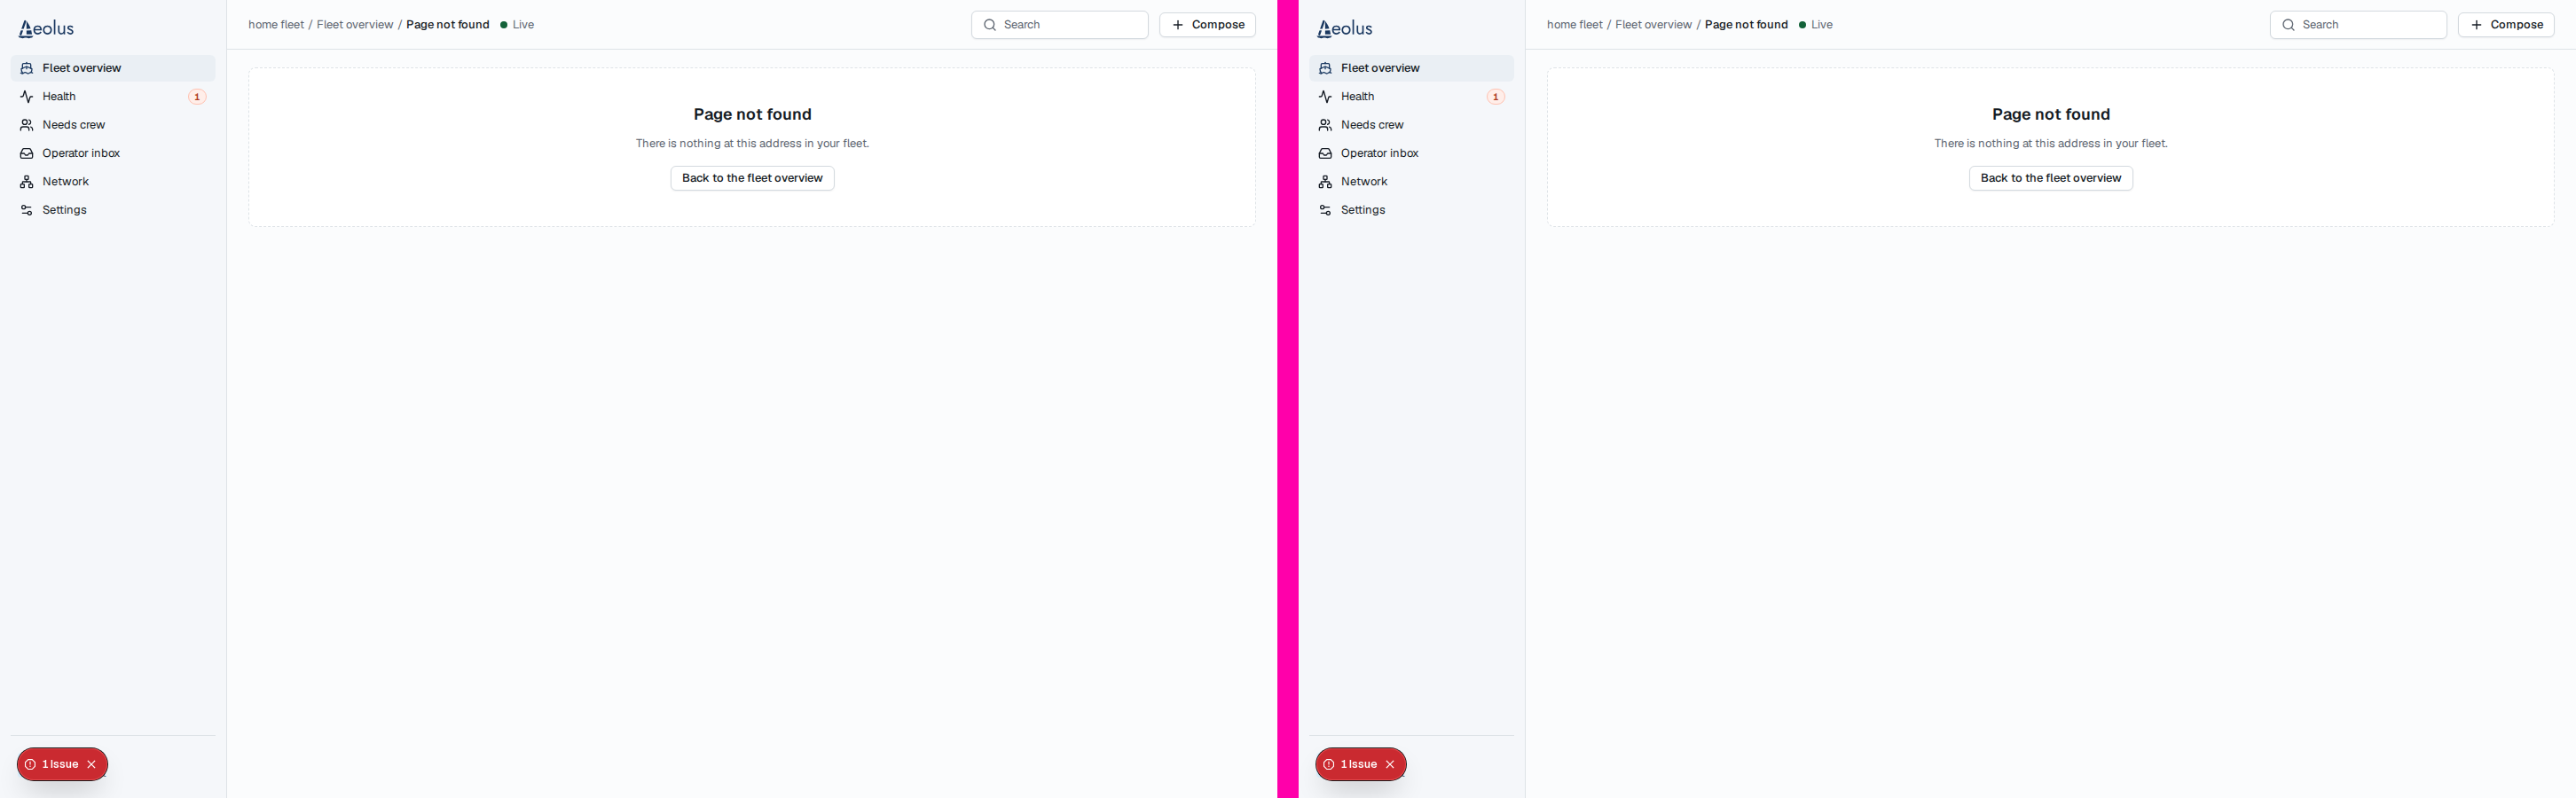 Aeolus
home fleet / Fleet overview / Page not found Live
Search
Compose
Fleet overview
Health 1
Needs crew
Operator inbox
Network
Settings
Page not found
There is nothing at this address in your fleet.
Back to the fleet overview
1 Issue
Aeolus
home fleet / Fleet overview / Page not found Live
Search
Compose
Fleet overview
Health 1
Needs crew
Operator inbox
Network
Settings
Page not found
There is nothing at this address in your fleet.
Back to the fleet overview
1 Issue